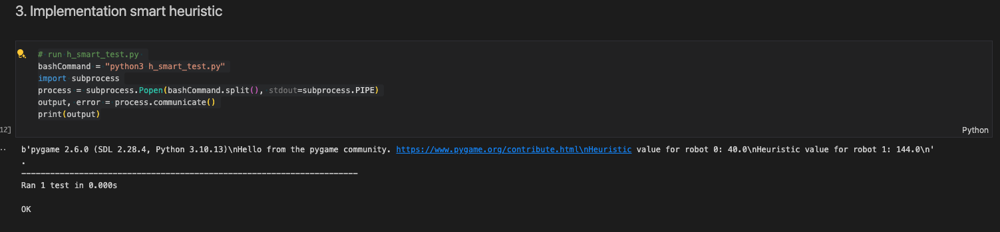 3. Implementation smart heuristic
# run h_smart_test.py
bashCommand = "python3 h_smart_test.py"
import subprocess
process = subprocess.Popen(bashCommand.split(), stdout=subprocess.PIPE)
output, error = process.communicate()
print(output)
12]
Python
b'pygame 2.6.0 (SDL 2.28.4, Python 3.10.13)\nHello from the pygame community. https://www.pygame.org/contribute.html\nHeuristic value for robot 0: 40.0\nHeuristic value for robot 1: 144.0\n'
.
----------------------------------------------------------------------
Ran 1 test in 0.000s
OK